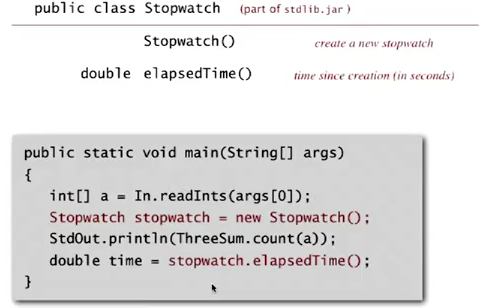 public class Stopwatch (part of stdlib.jar)
Stopwatch() create a new stopwatch
double elapsedTime() time since creation (in seconds)
public static void main(String[] args)
{
int[] a = In.readInts(args[0]);
Stopwatch stopwatch = new Stopwatch();
StdOut.println(ThreeSum.count(a));
double time = stopwatch.elapsedTime();
}